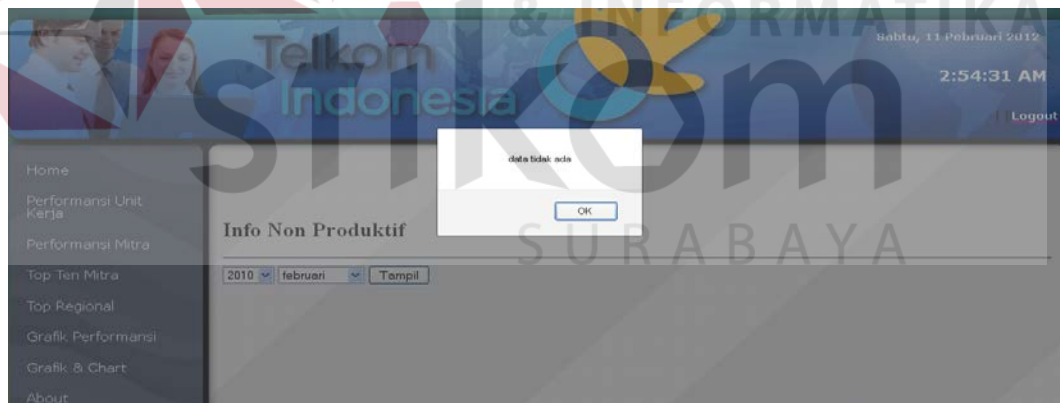 & INFORMATIKA
Sabtu, 11 Pebruari 2012
Telkom
Indonesia
2:54:31 AM
Logout
stikom
SURABAYA
data tidak ada
OK
Home
Performansi Unit
Kerja
Performansi Mitra
Top Ten Mitra
Top Regional
Grafik Performansi
Grafik & Chart
About
Info Non Produktif
2010 februari Tampil